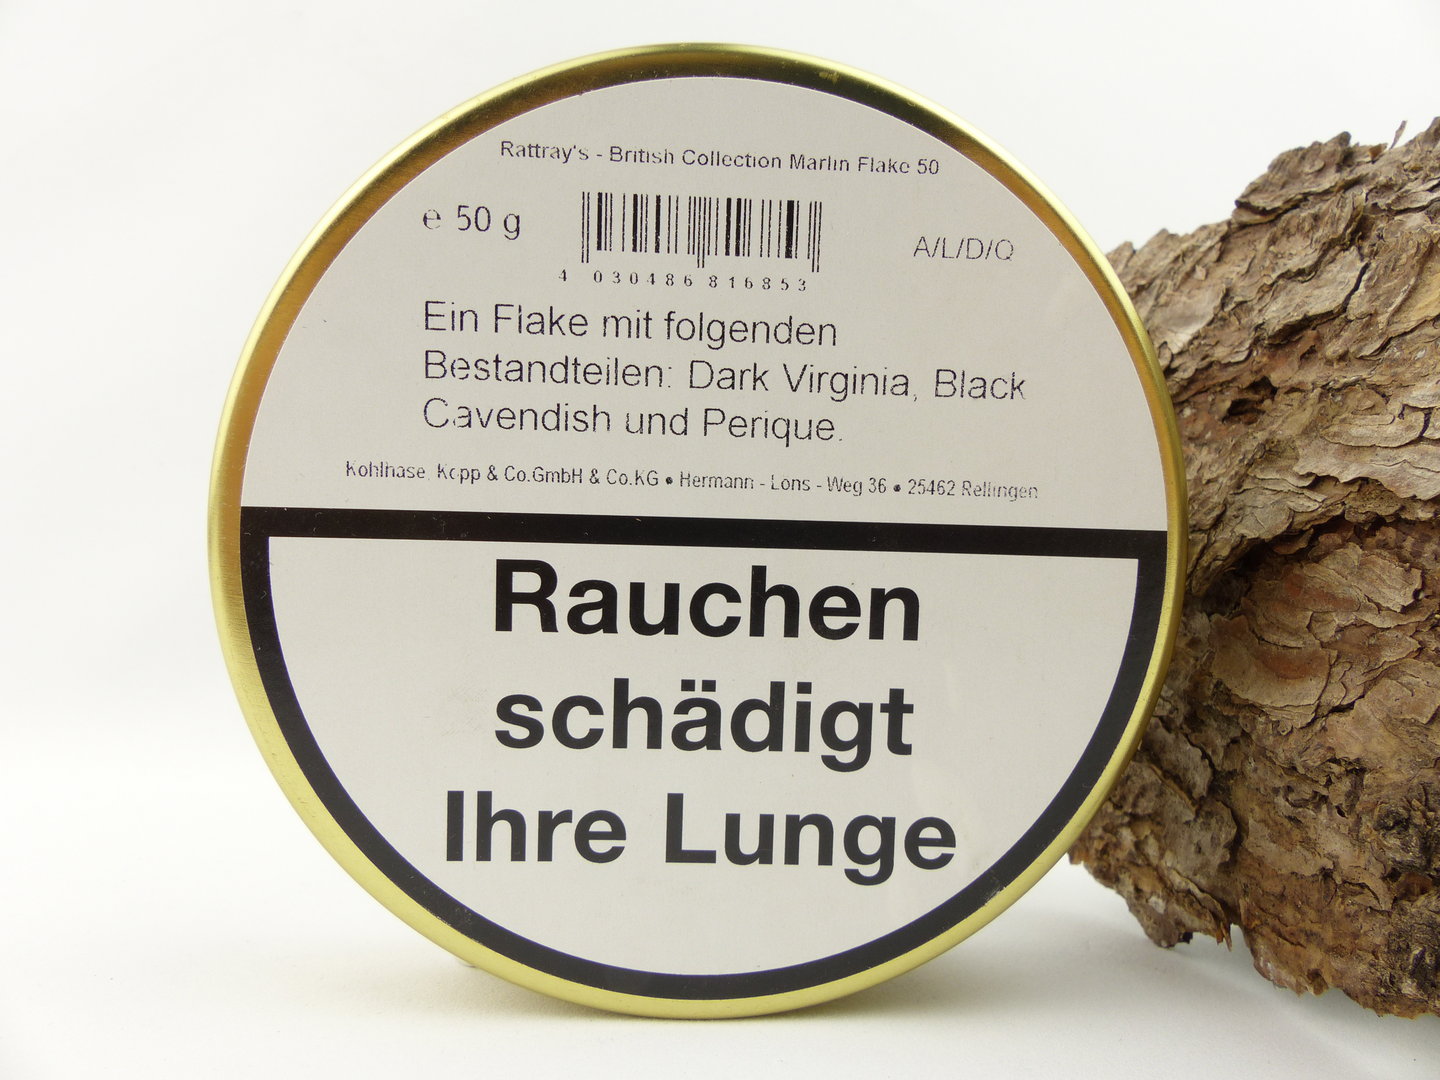 Rattray's - British Collection Marlin Flake 50
e 50 g
A/L/D/Q
4 030486 816853
Ein Flake mit folgenden
Bestandteilen: Dark Virginia, Black
Cavendish und Perique.
Kohlhase, Kopp & Co.GmbH & Co.KG • Hermann - Lons - Weg 36 • 25462 Rellingen
Rauchen
schädigt
Ihre Lunge